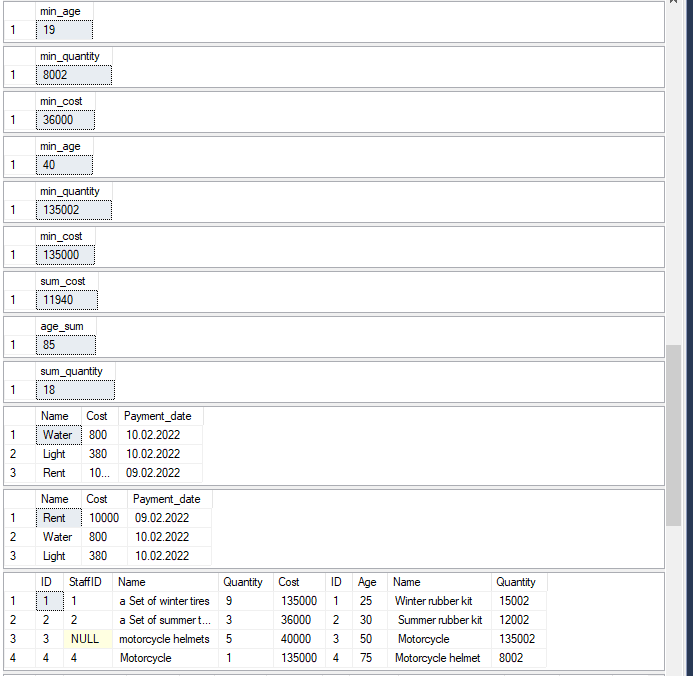 min_age
1 19
min_quantity
1 8002
min_cost
1 36000
min_age
1 40
min_quantity
1 135002
min_cost
1 135000
sum_cost
1 11940
age_sum
1 85
sum_quantity
1 18
Name Cost Payment_date
1 Water 800 10.02.2022
2 Light 380 10.02.2022
3 Rent 10... 09.02.2022
Name Cost Payment_date
1 Rent 10000 09.02.2022
2 Water 800 10.02.2022
3 Light 380 10.02.2022
ID StaffID Name Quantity Cost ID Age Name Quantity
1 1 1 a Set of winter tires 9 135000 1 25 Winter rubber kit 15002
2 2 2 a Set of summer t... 3 36000 2 30 Summer rubber kit 12002
3 3 NULL motorcycle helmets 5 40000 3 50 Motorcycle 135002
4 4 4 Motorcycle 1 135000 4 75 Motorcycle helmet 8002